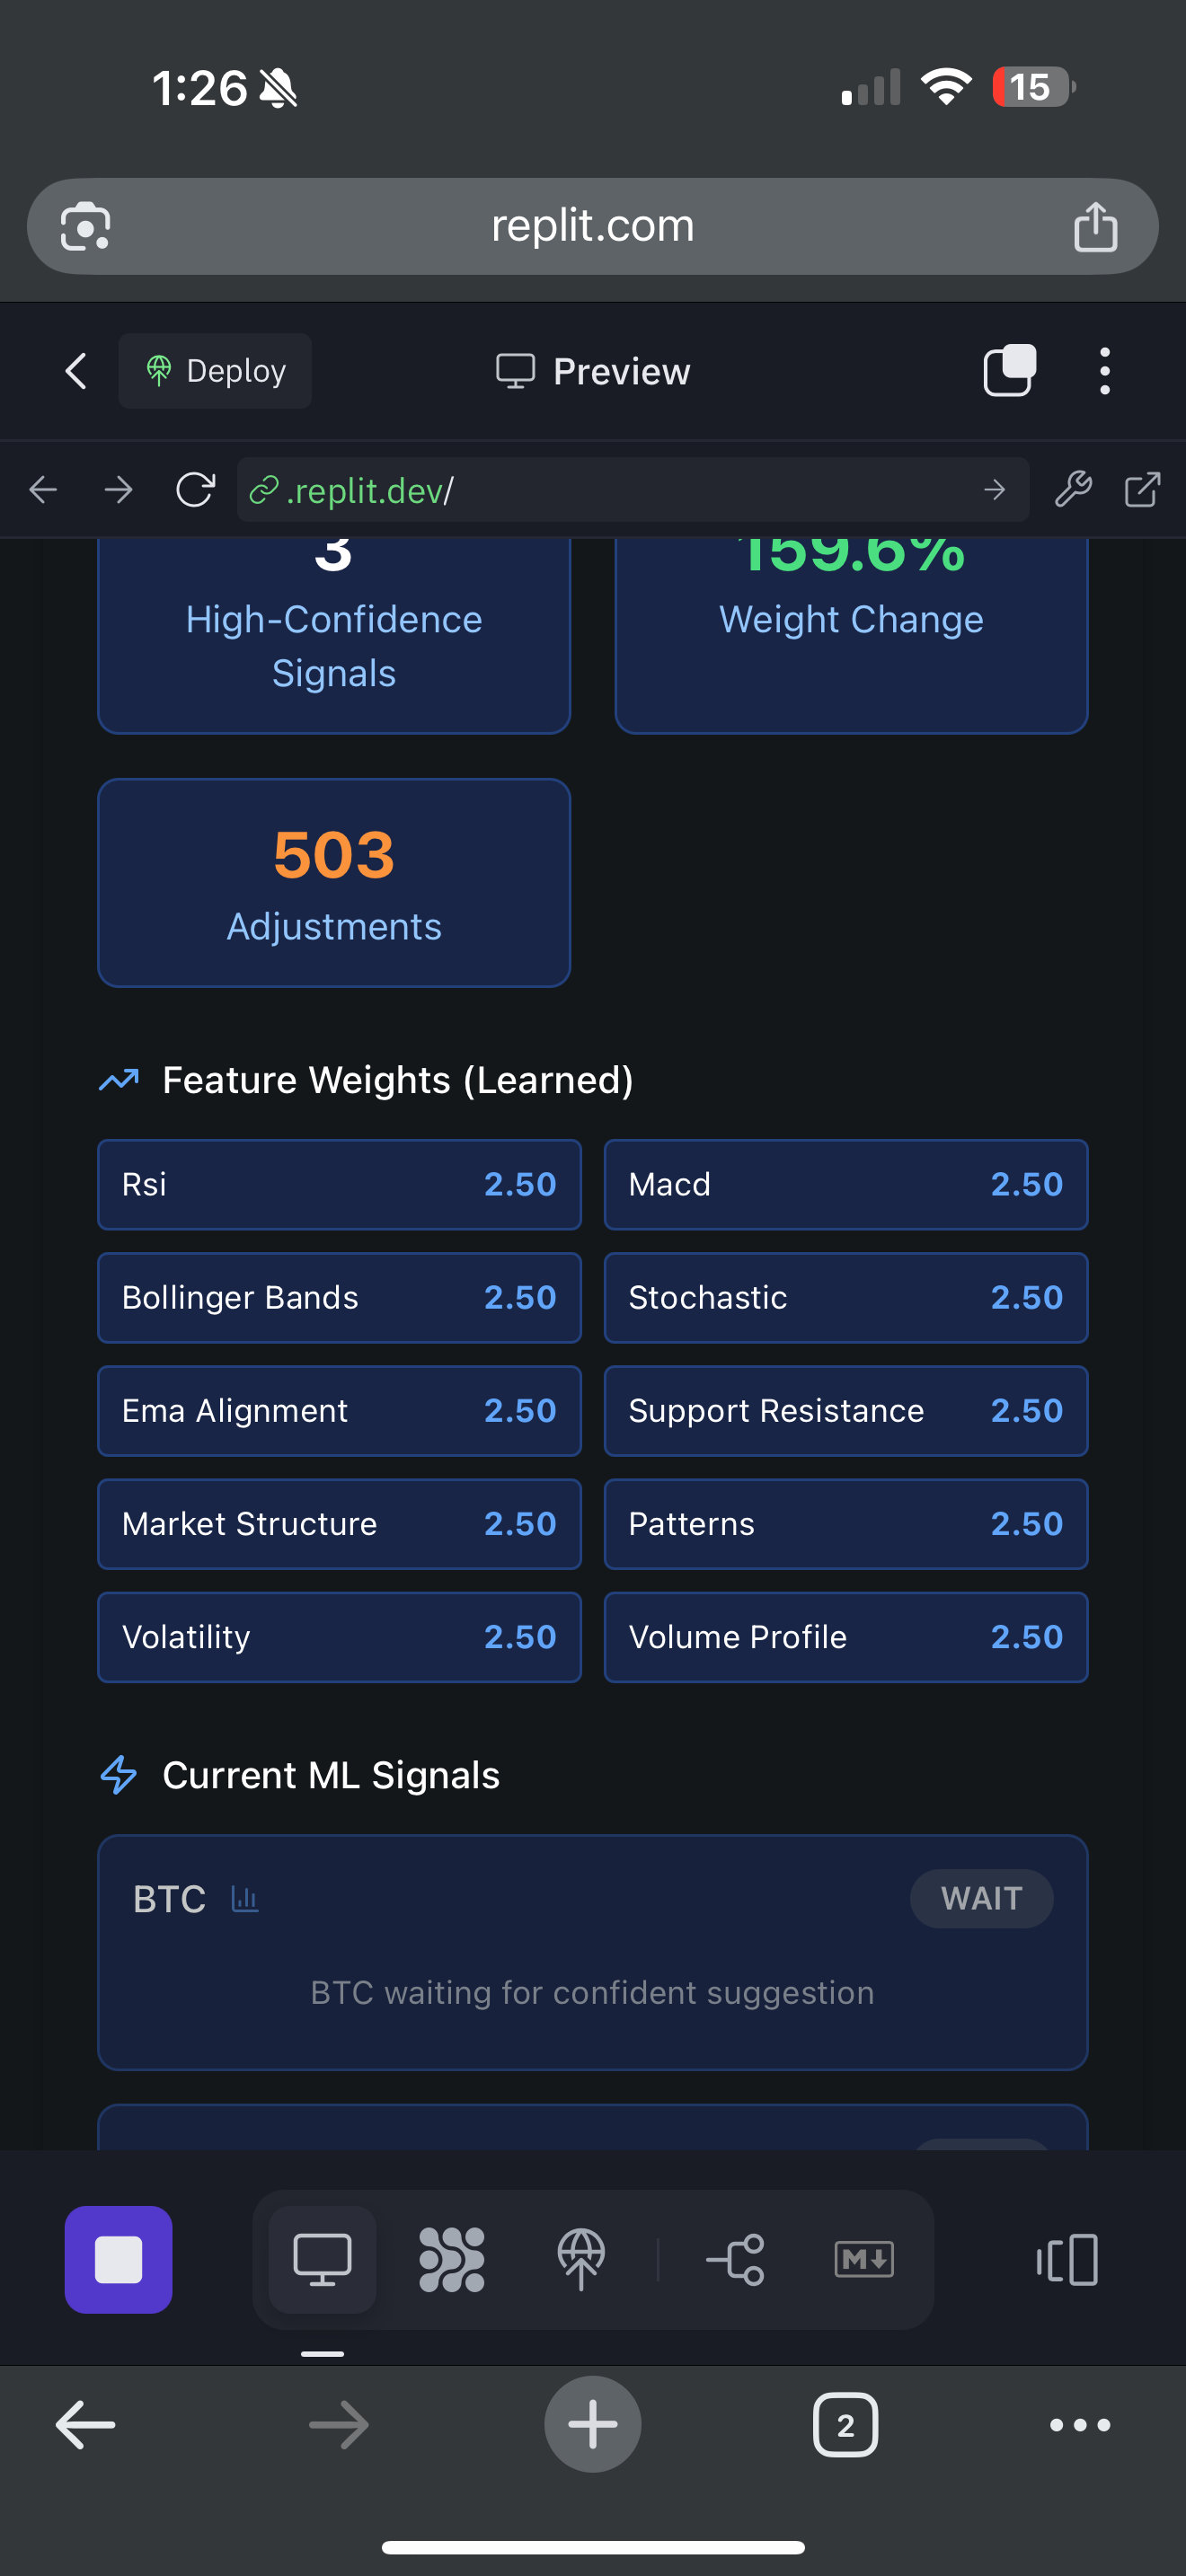 1:26
15
replit.com
Deploy
Preview
.replit.dev/
3
High-Confidence
Signals
159.6%
Weight Change
503
Adjustments
Feature Weights (Learned)
Rsi 2.50
Macd 2.50
Bollinger Bands 2.50
Stochastic 2.50
Ema Alignment 2.50
Support Resistance 2.50
Market Structure 2.50
Patterns 2.50
Volatility 2.50
Volume Profile 2.50
Current ML Signals
BTC WAIT
BTC waiting for confident suggestion
M
2